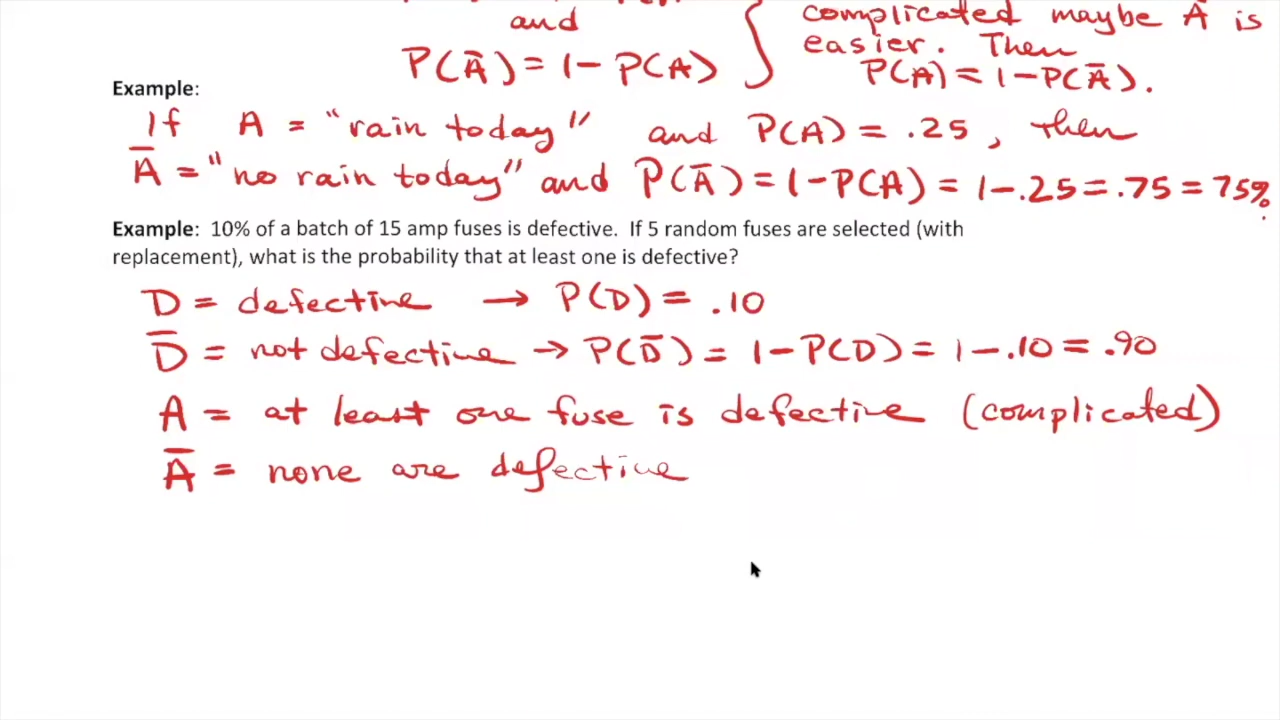 and
complicated maybe Ā is
easier. Then
P(Ā) = 1 - P(A)
P(A) = 1 - P(Ā).
Example:
If A = "rain today" and P(A) = .25, then
Ā = "no rain today" and P(Ā) = 1 - P(A) = 1 - .25 = .75 = 75%.
Example: 10% of a batch of 15 amp fuses is defective. If 5 random fuses are selected (with
replacement), what is the probability that at least one is defective?
D = defective → P(D) = .10
D̄ = not defective → P(D̄) = 1 - P(D) = 1 - .10 = .90
A = at least one fuse is defective (complicated)
Ā = none are defective